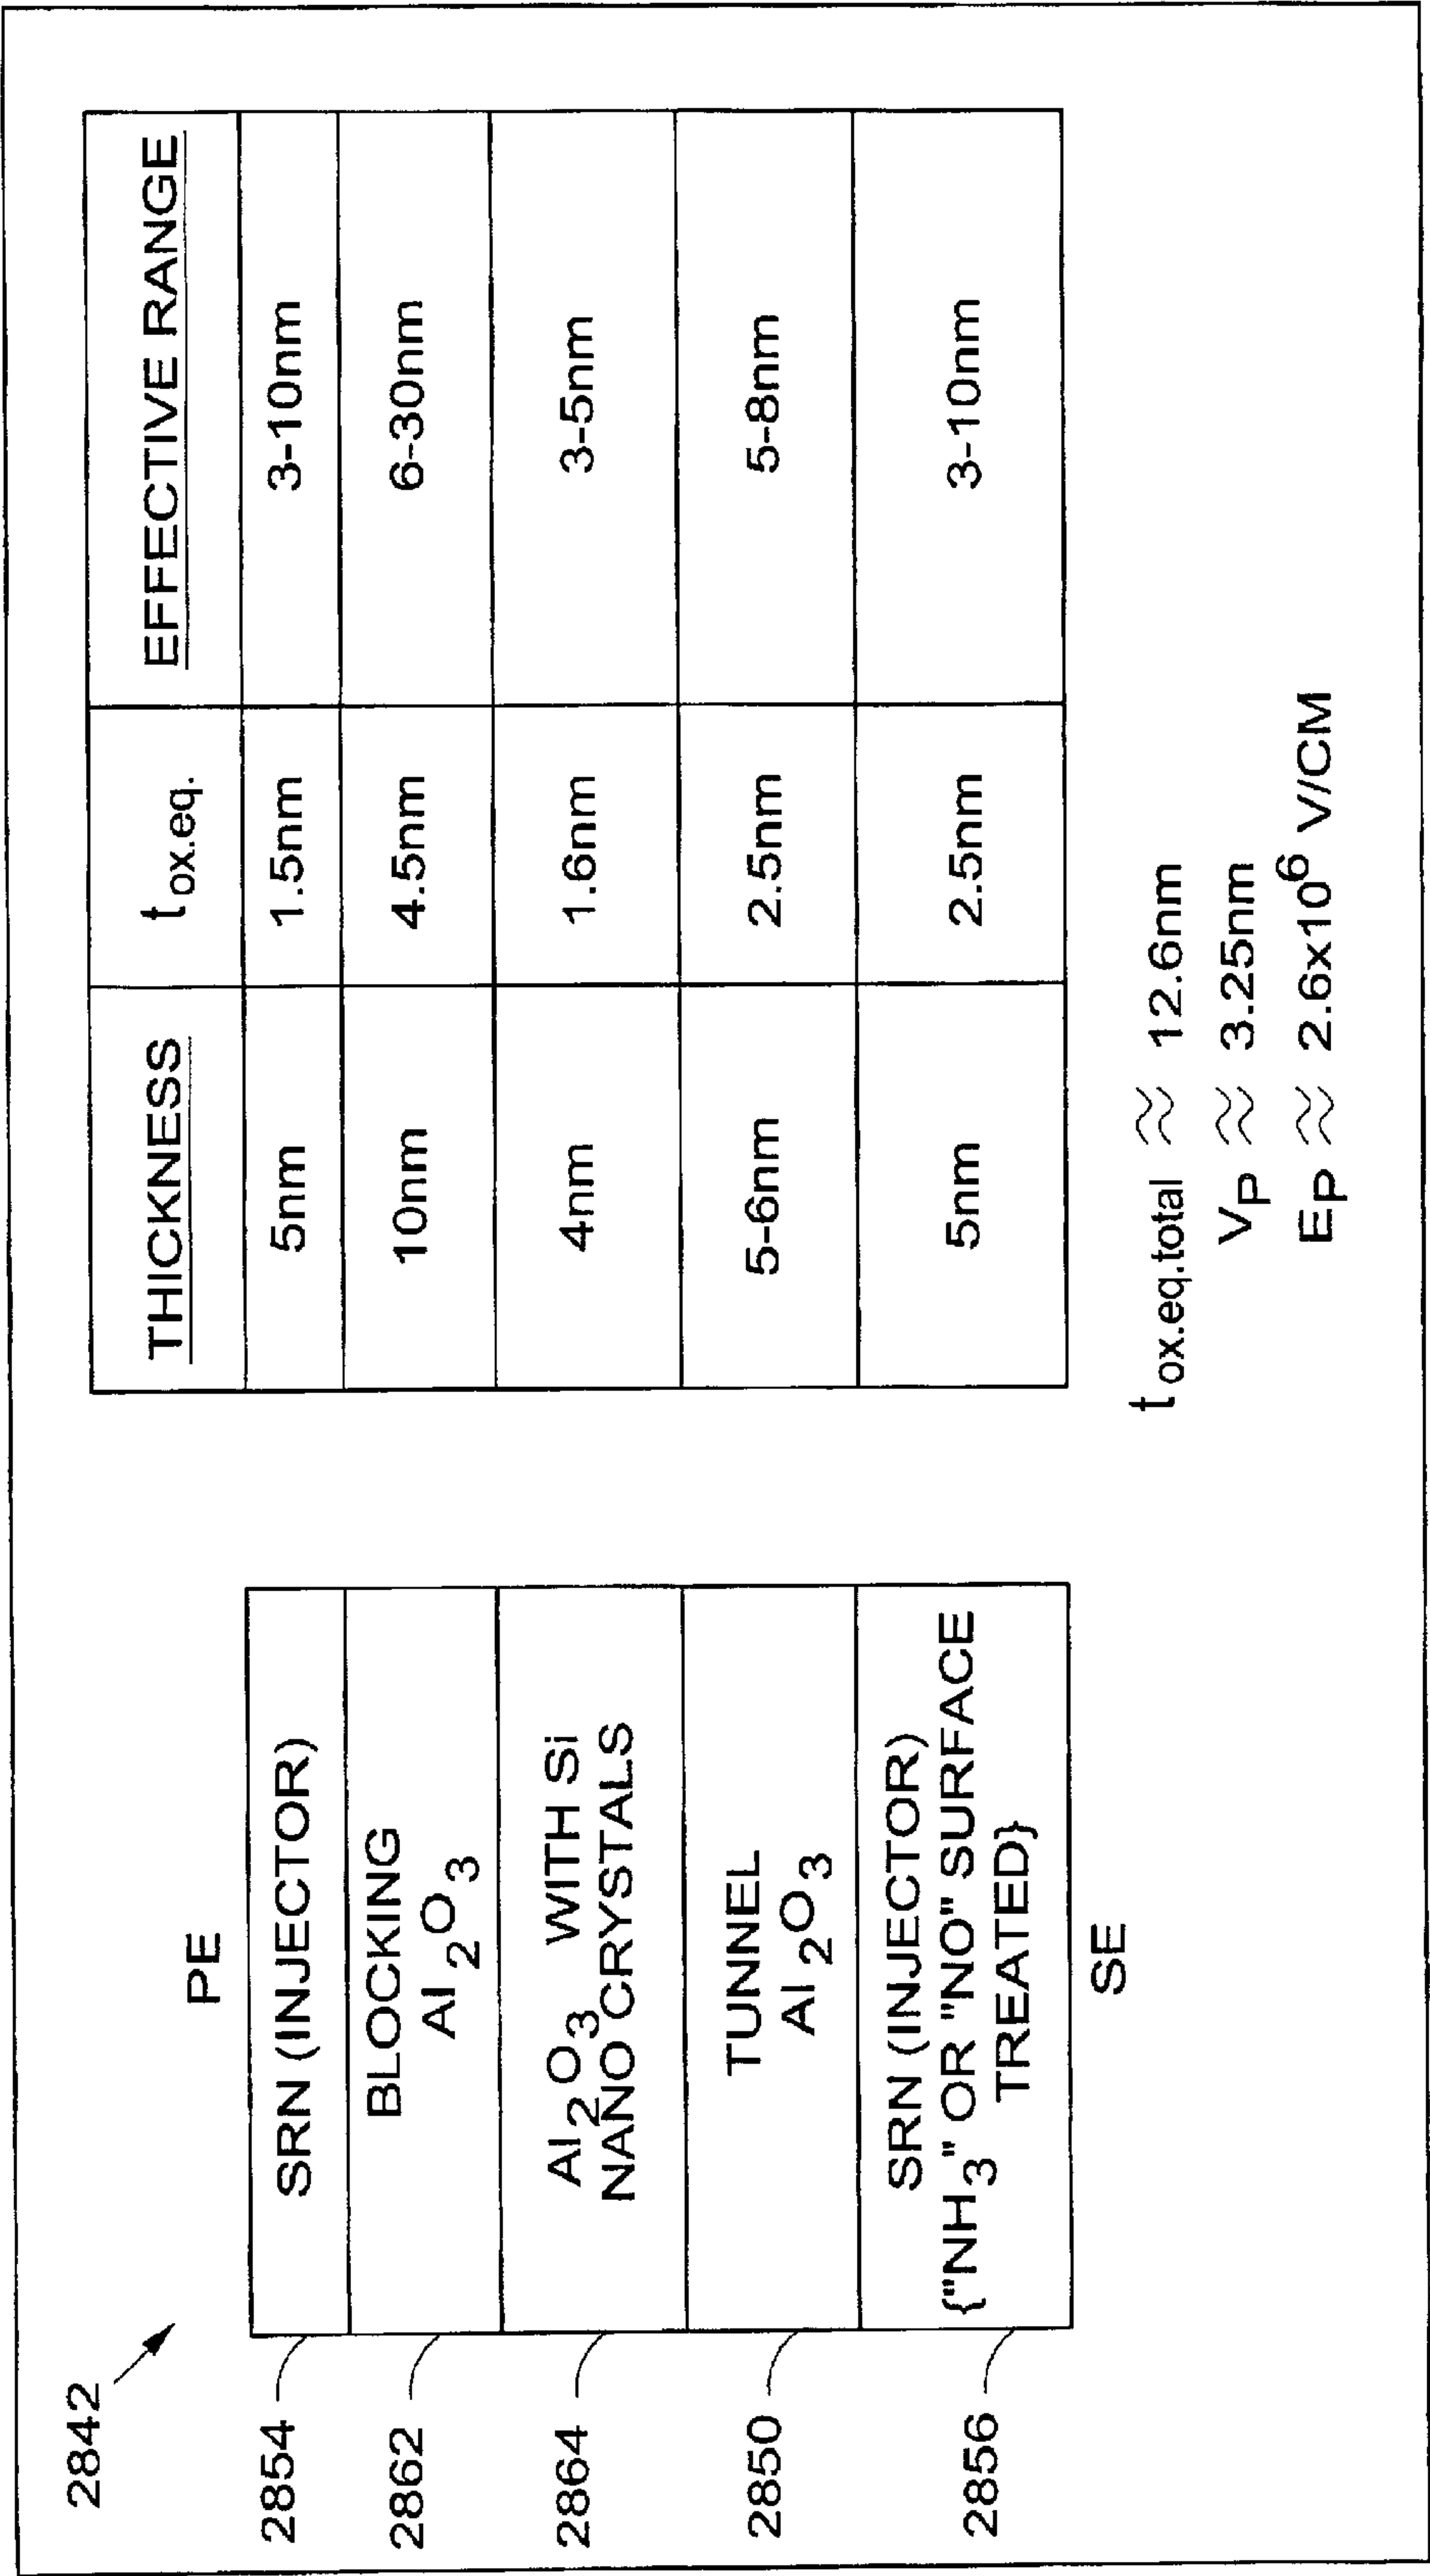 2842
PE
2854
SRN (INJECTOR)
2862
BLOCKING
Al2O3
2864
Al2O3 WITH Si
NANO CRYSTALS
2850
TUNNEL
Al2O3
2856
SRN (INJECTOR)
{"NH3" OR "NO" SURFACE
TREATED}
SE
THICKNESS tox.eq. EFFECTIVE RANGE
5nm 1.5nm 3-10nm
10nm 4.5nm 6-30nm
4nm 1.6nm 3-5nm
5-6nm 2.5nm 5-8nm
5nm 2.5nm 3-10nm
tox.eq.total ≈ 12.6nm
VP ≈ 3.25nm
EP ≈ 2.6x10⁶ V/CM